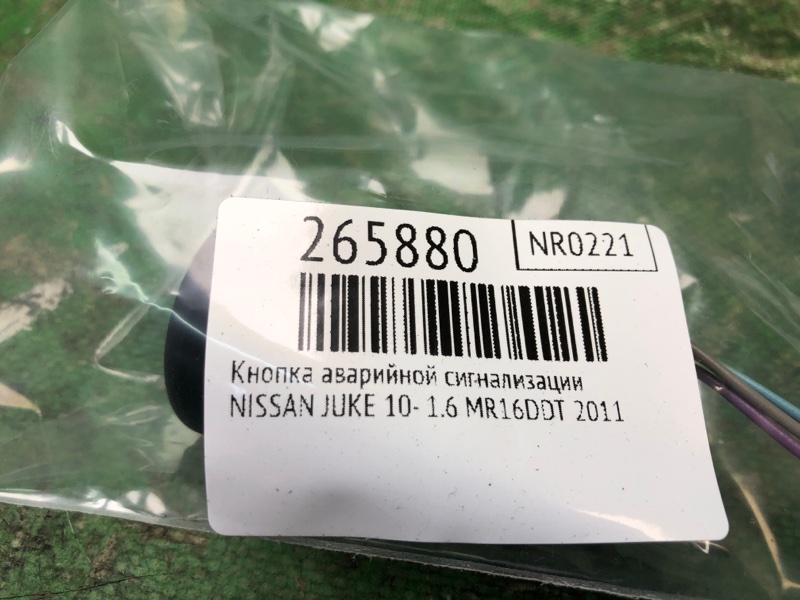 265880
NR0221
Кнопка аварийной сигнализации
NISSAN JUKE 10- 1.6 MR16DDT 2011